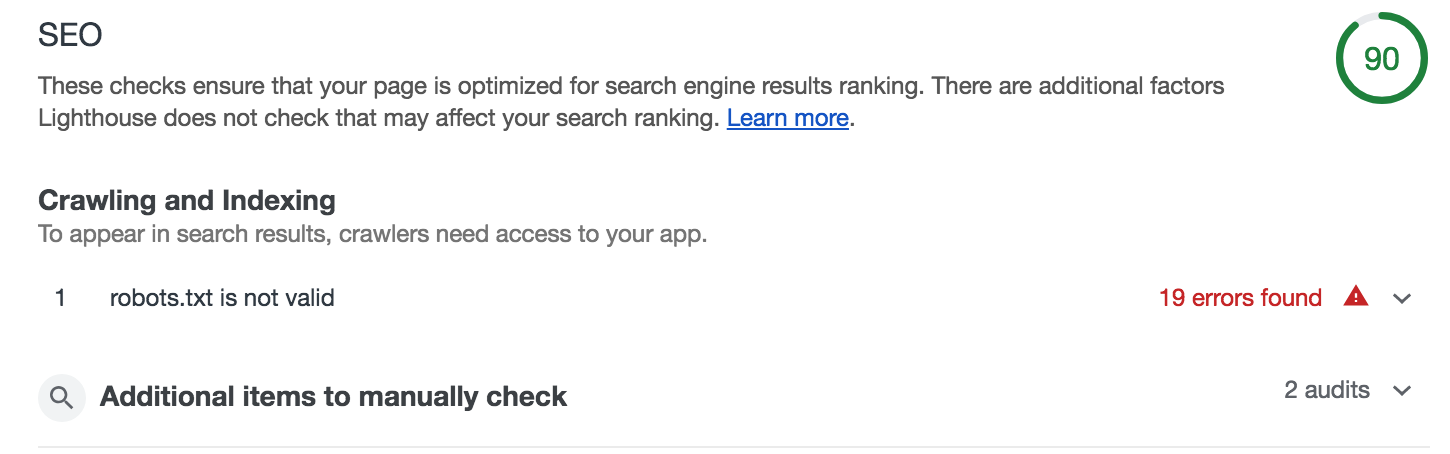 SEO
90
These checks ensure that your page is optimized for search engine results ranking. There are additional factors
Lighthouse does not check that may affect your search ranking. Learn more.
Crawling and Indexing
To appear in search results, crawlers need access to your app.
1 robots.txt is not valid 19 errors found
Additional items to manually check 2 audits